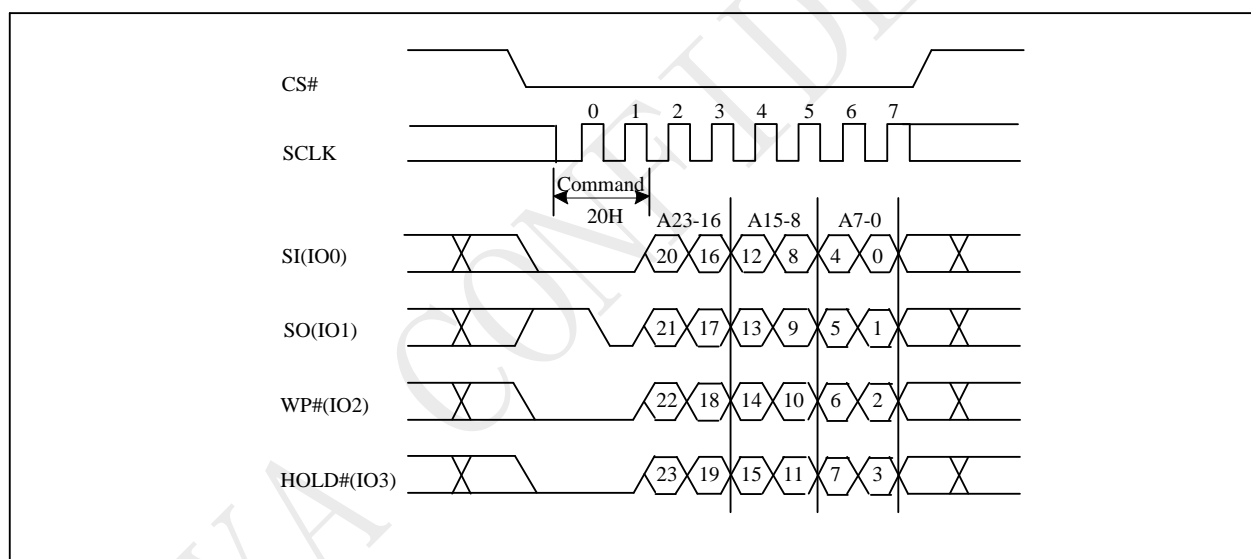 CS#
0 1 2 3 4 5 6 7
SCLK
Command
20H
A23-16 A15-8 A7-0
SI(IO0) 20 16 12 8 4 0
SO(IO1) 21 17 13 9 5 1
WP#(IO2) 22 18 14 10 6 2
HOLD#(IO3) 23 19 15 11 7 3